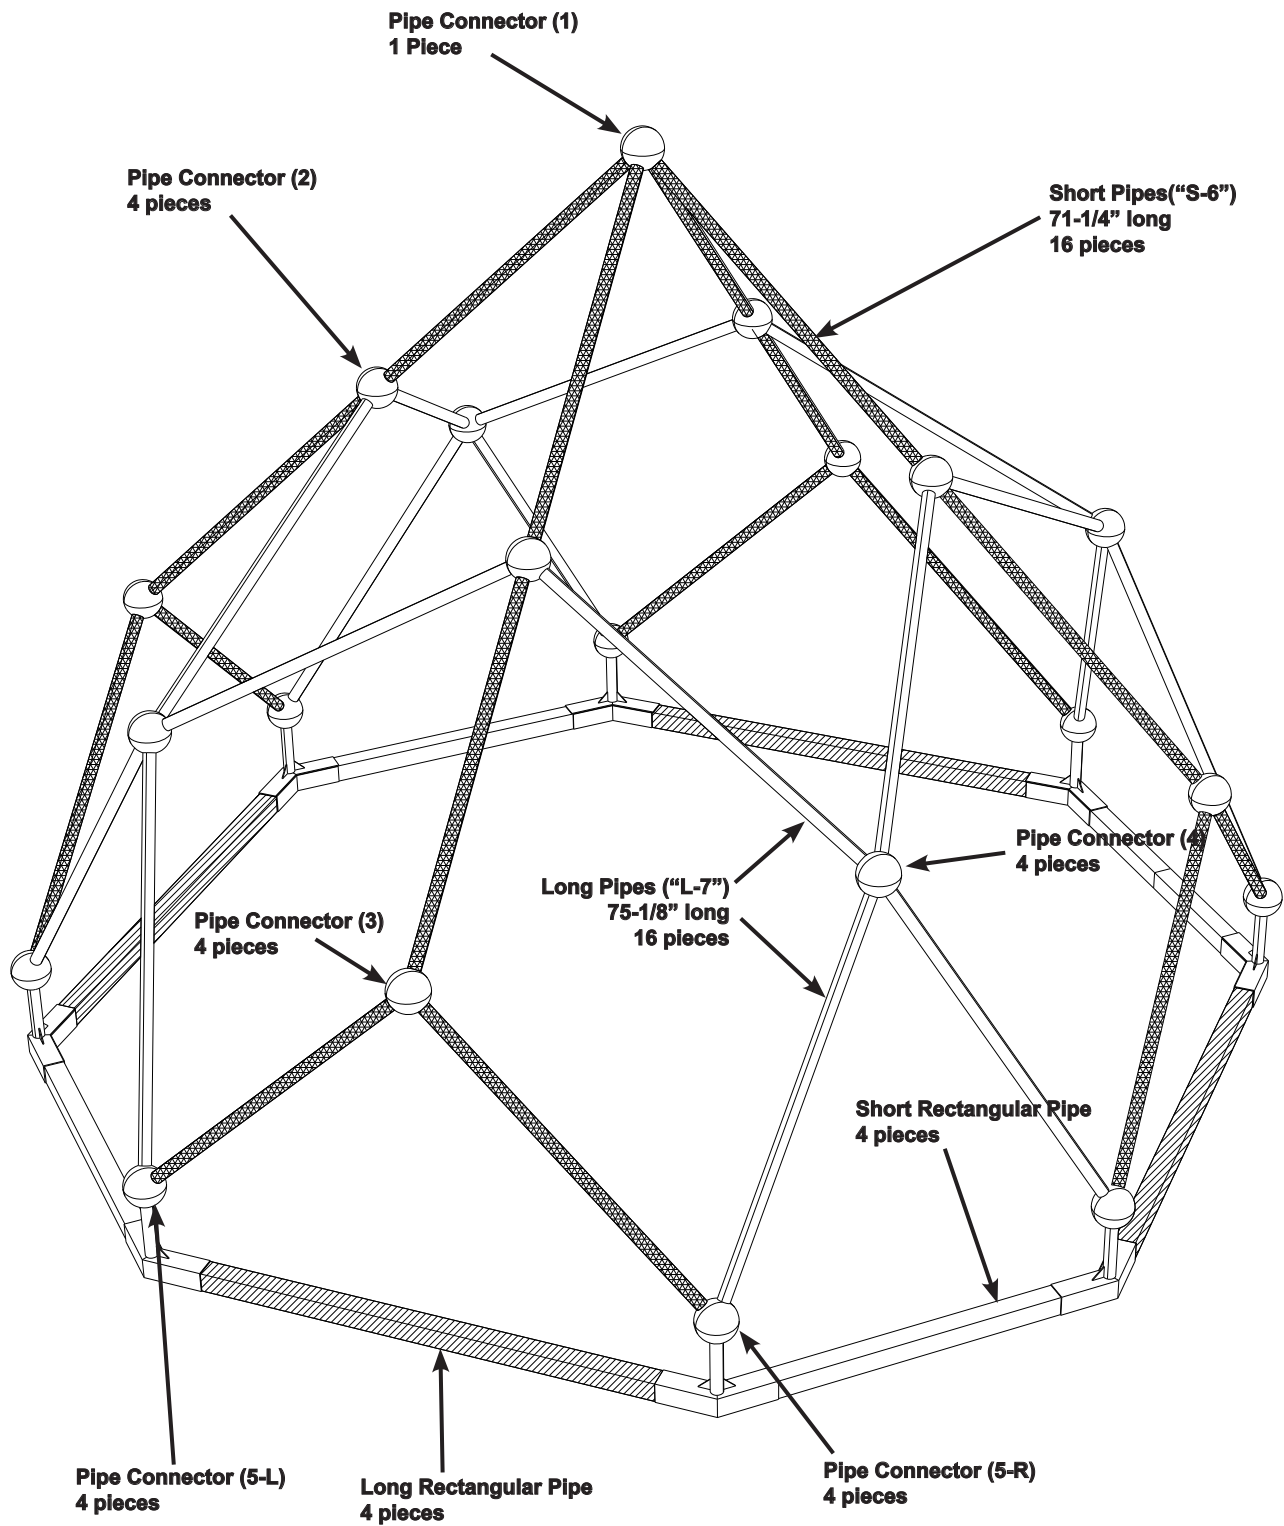 Pipe Connector (1)
1 Piece
Pipe Connector (2)
4 pieces
Short Pipes(“S-6”)
71-1/4” long
16 pieces
Pipe Connector (4)
4 pieces
Long Pipes (“L-7”)
75-1/8” long
16 pieces
Pipe Connector (3)
4 pieces
Short Rectangular Pipe
4 pieces
Pipe Connector (5-L)
4 pieces
Long Rectangular Pipe
4 pieces
Pipe Connector (5-R)
4 pieces